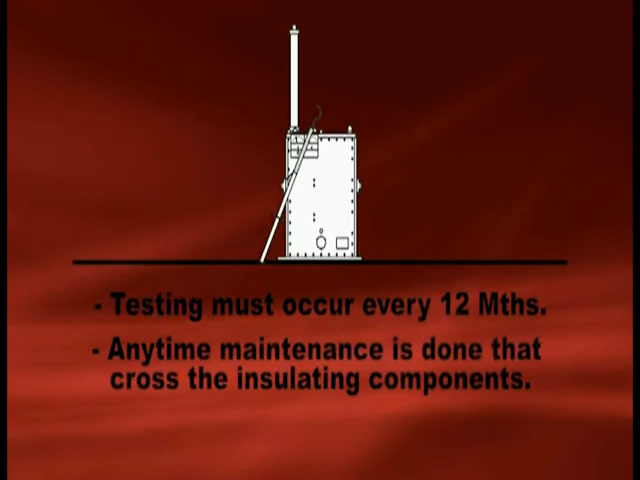 - Testing must occur every 12 Mths.
- Anytime maintenance is done that
cross the insulating components.